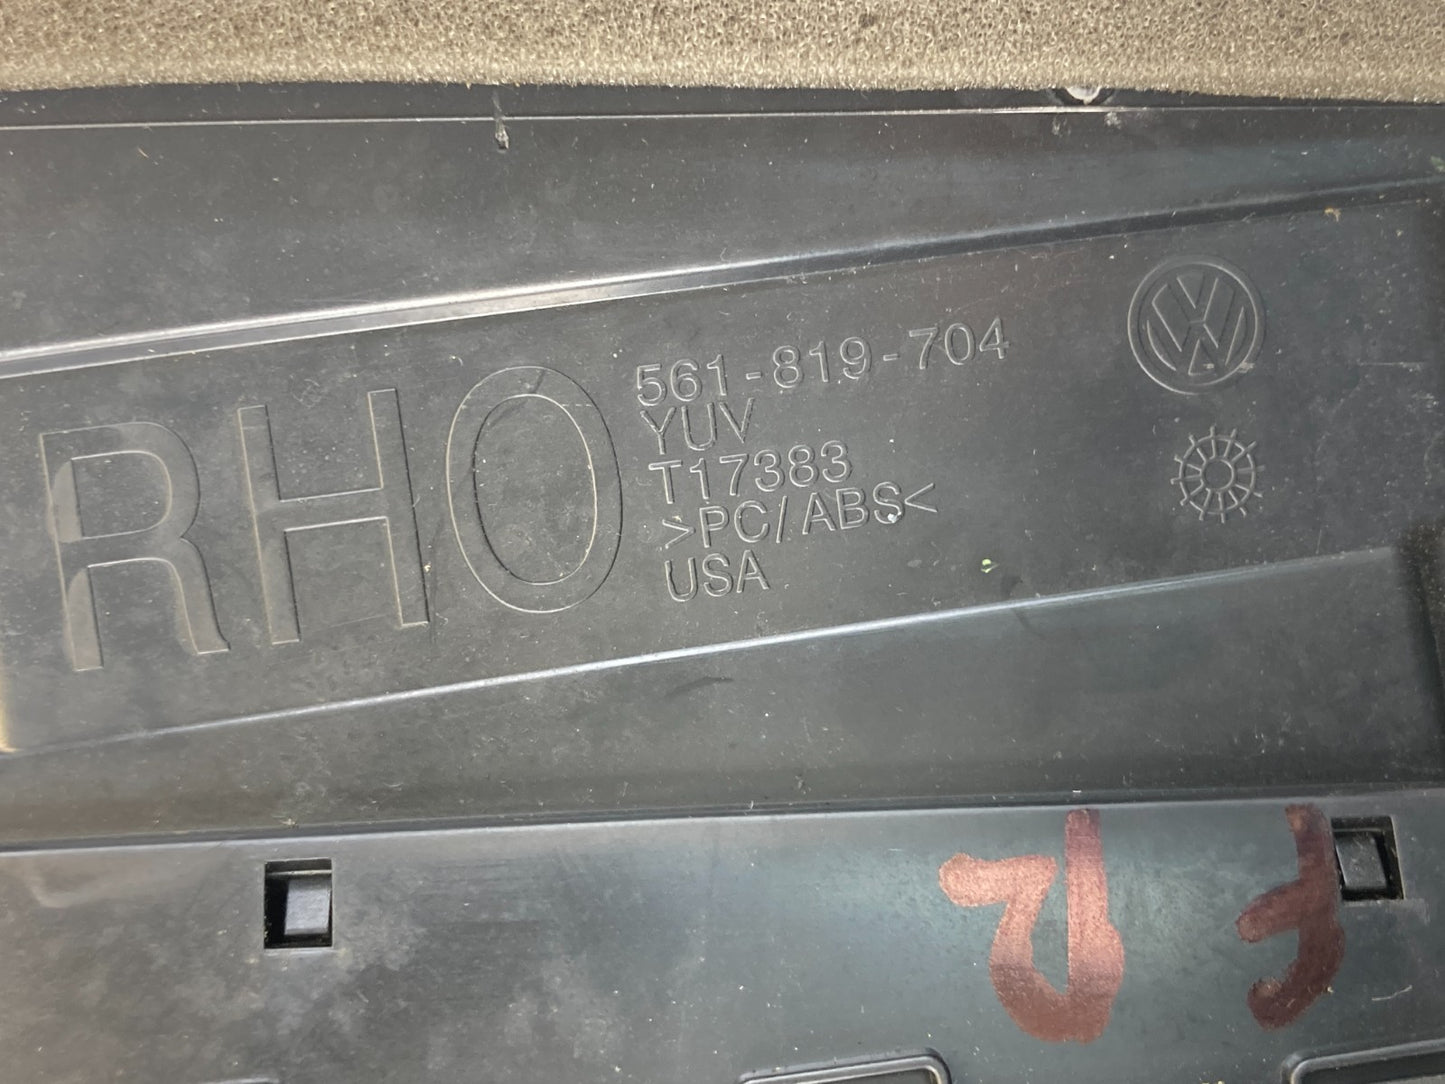 RHO
561-819-704
YUV
T17383
>PC/ABS<
USA